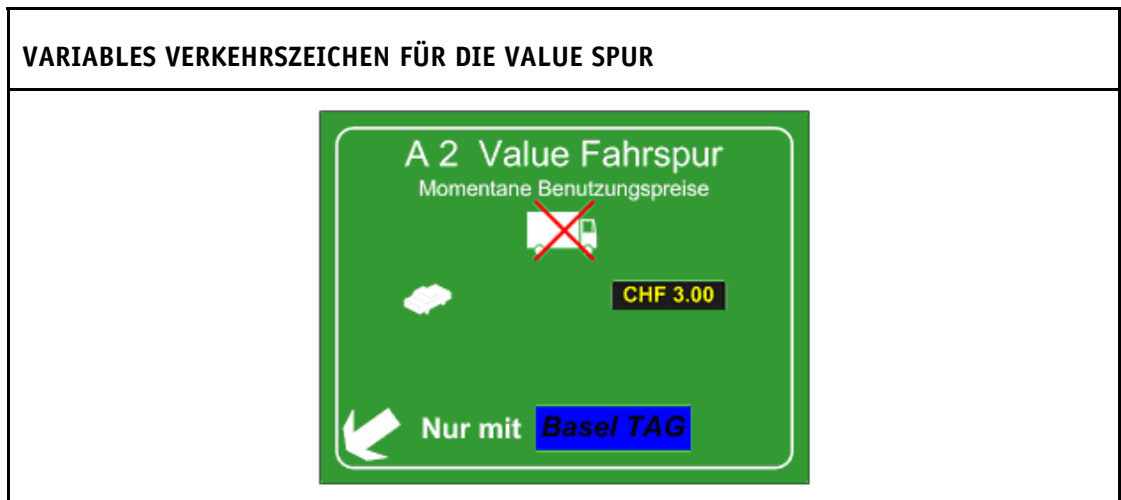 VARIABLES VERKEHRSZEICHEN FÜR DIE VALUE SPUR
A 2 Value Fahrspur
Momentane Benutzungspreise
CHF 3.00
Nur mit Basel TAG